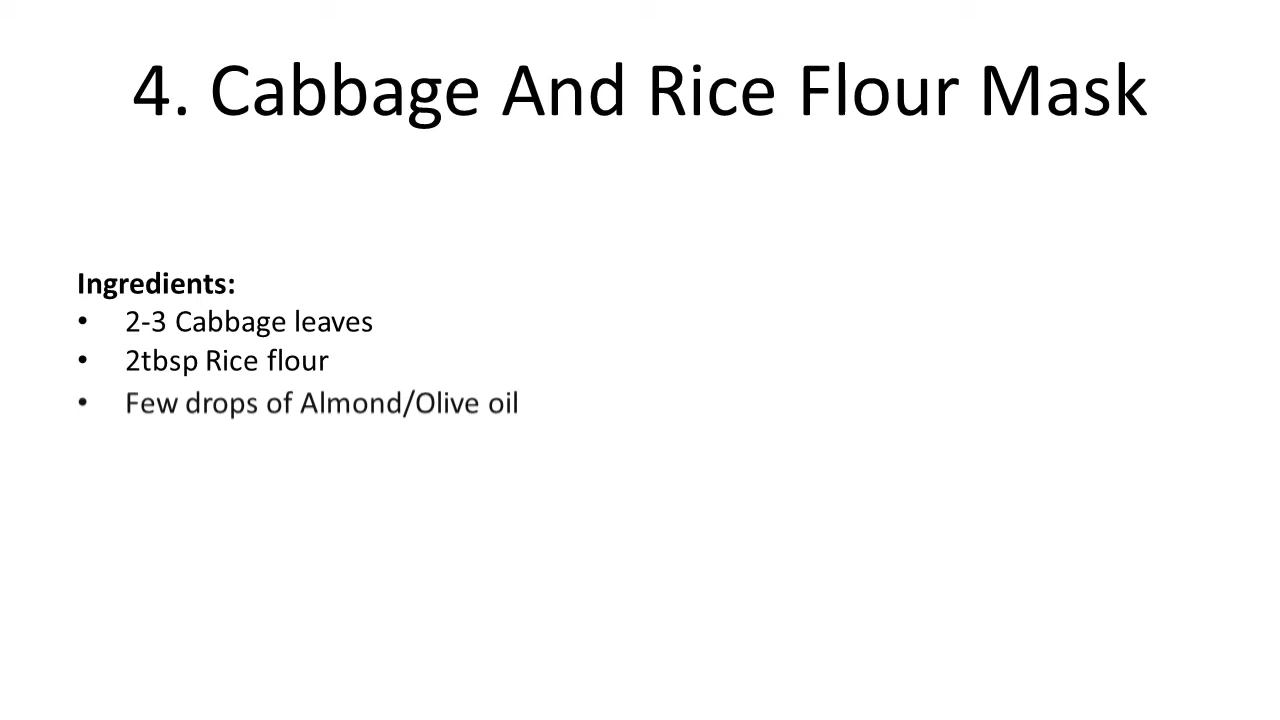 4. Cabbage And Rice Flour Mask
Ingredients:
• 2-3 Cabbage leaves
• 2tbsp Rice flour
• Few drops of Almond/Olive oil